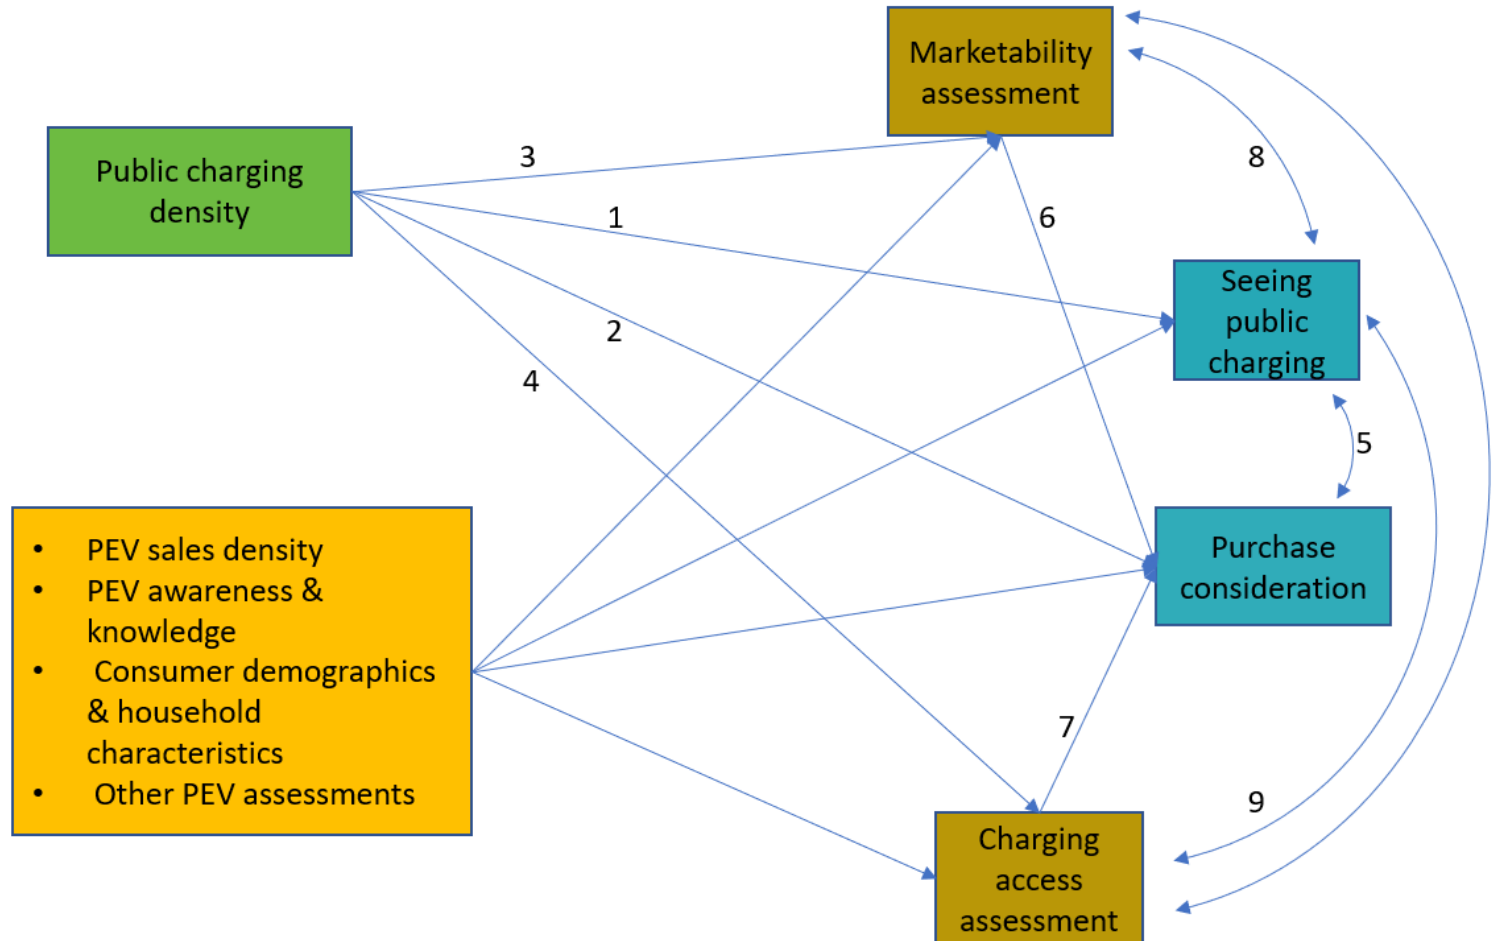 Marketability
assessment
Public charging
density
3
1
2
4
6
8
Seeing
public
charging
5
• PEV sales density
• PEV awareness &
knowledge
• Consumer demographics
& household
characteristics
• Other PEV assessments
Purchase
consideration
7
9
Charging
access
assessment